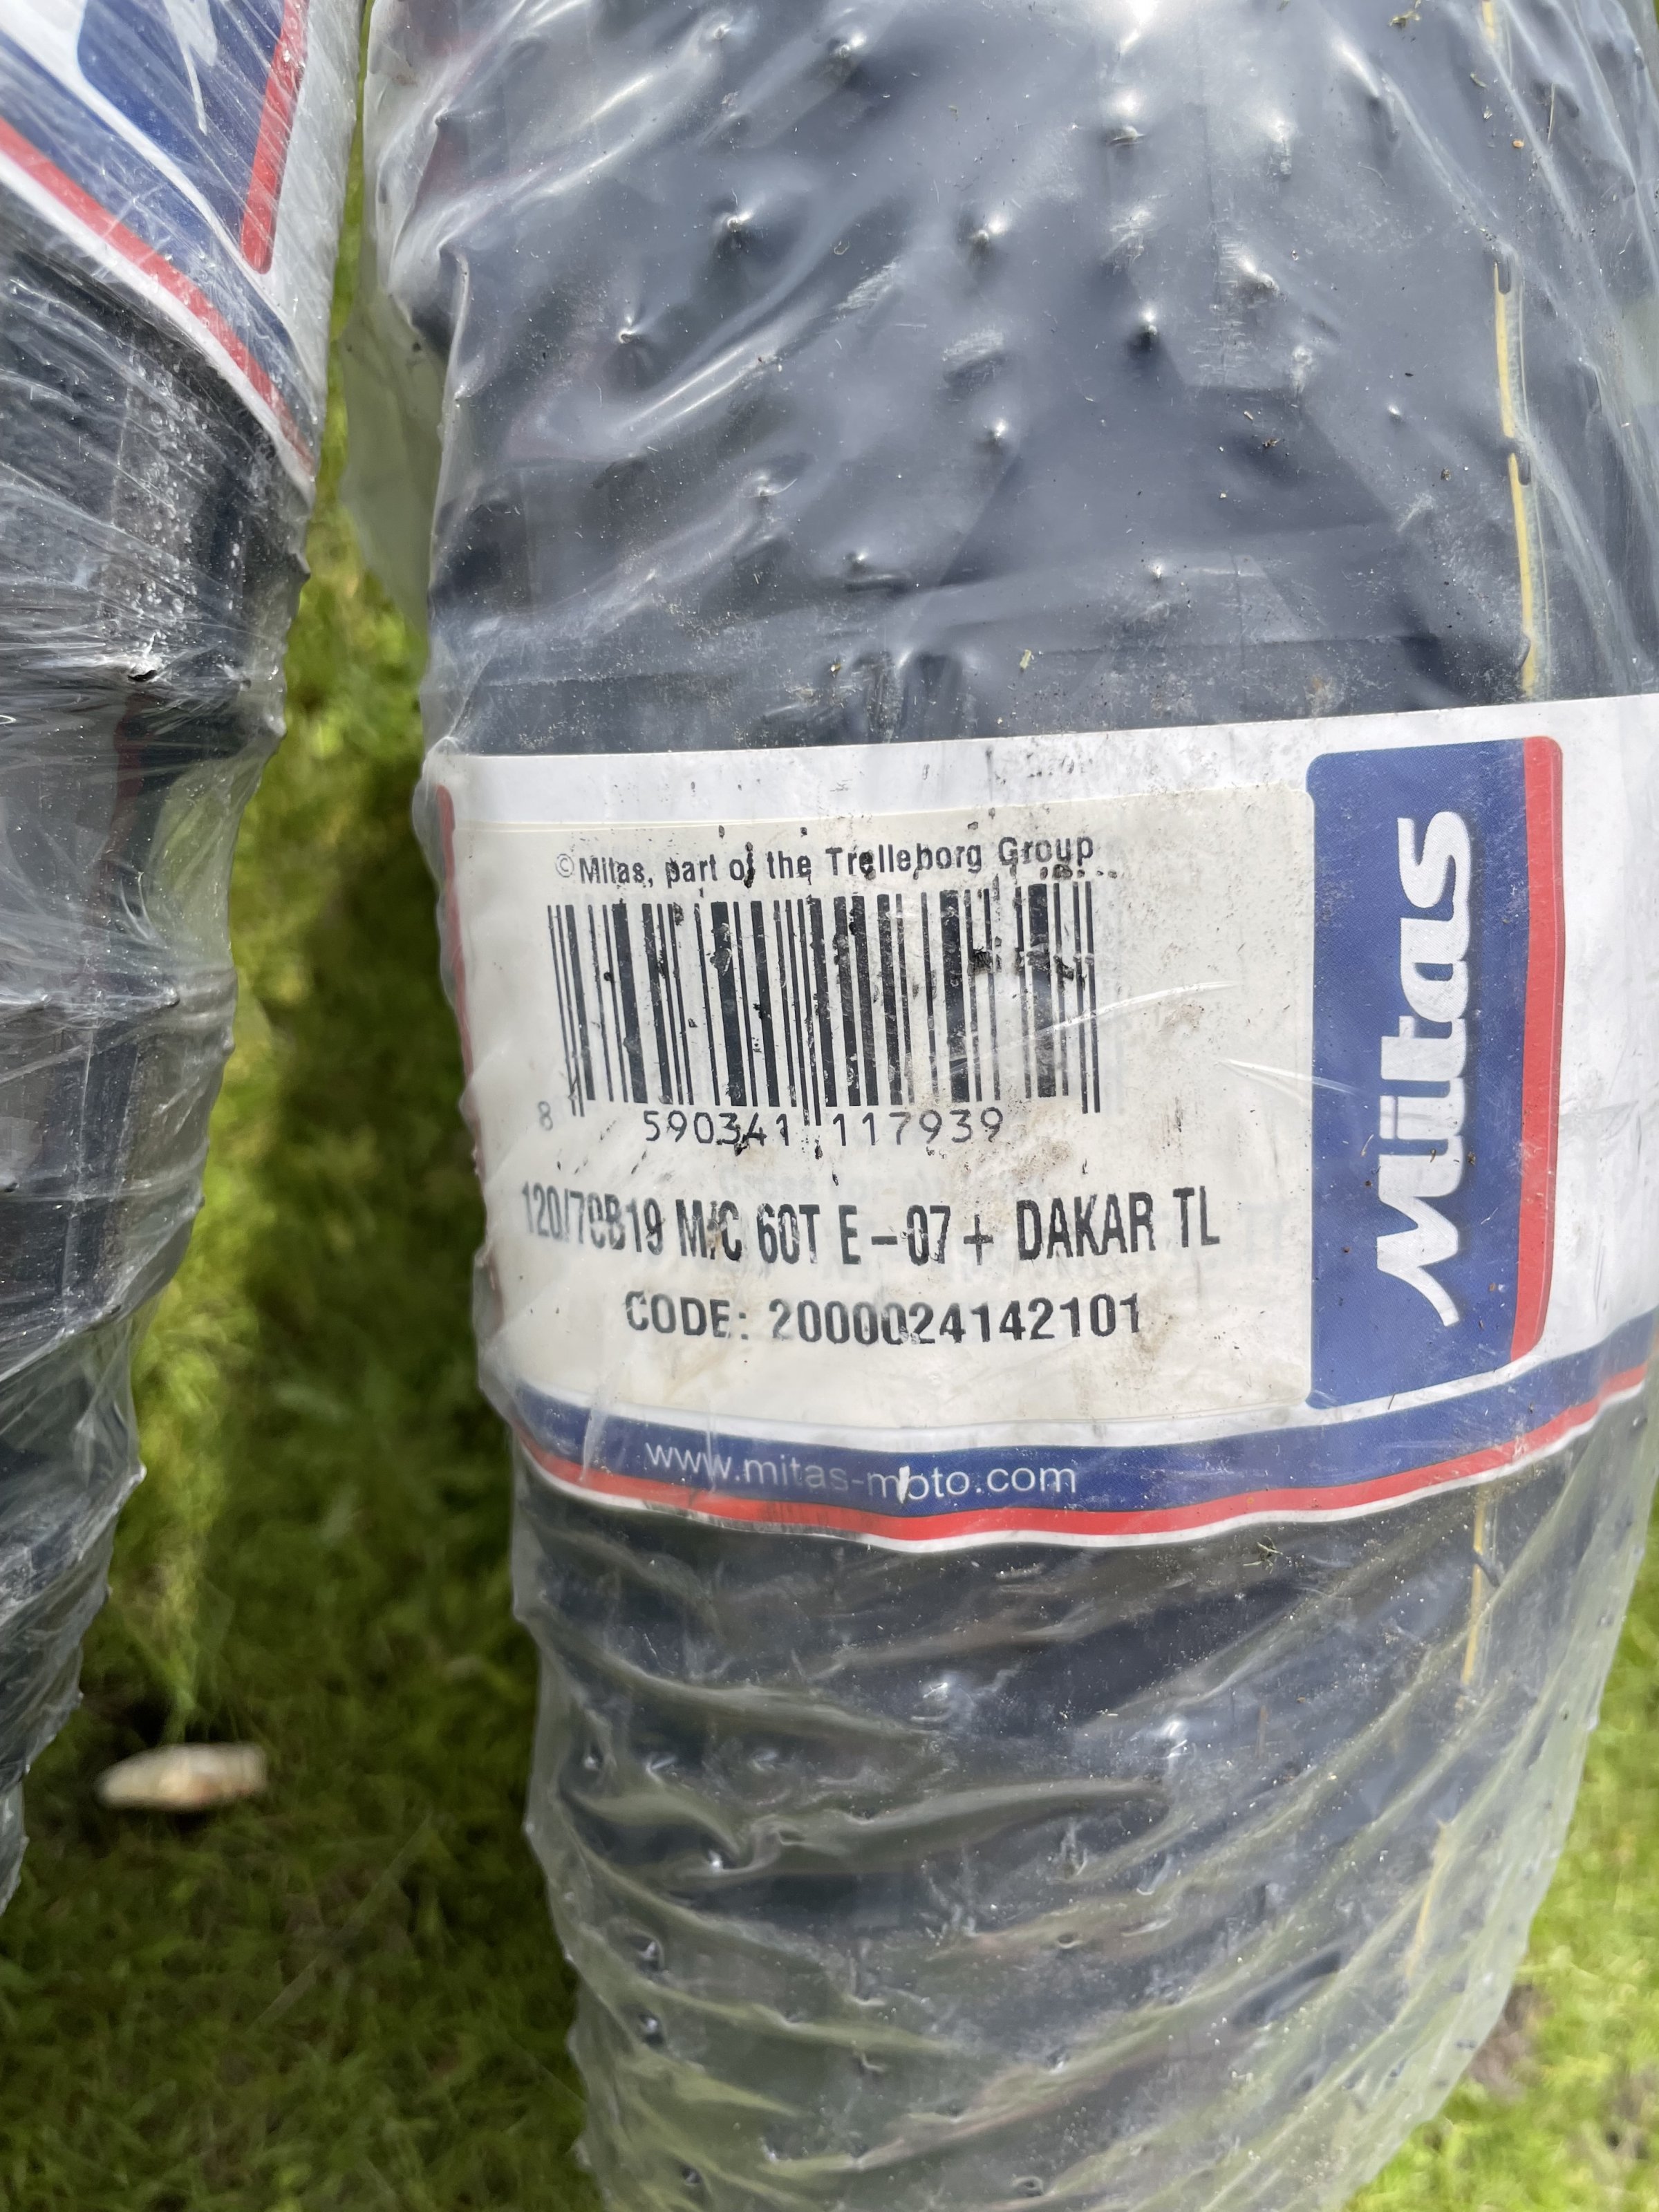 ©Mitas, part of the Trelleborg Group
8 590341 117939
120/70B19 M/C 60T E-07+ DAKAR TL
CODE: 2000024142101
mitas
www.mitas-moto.com